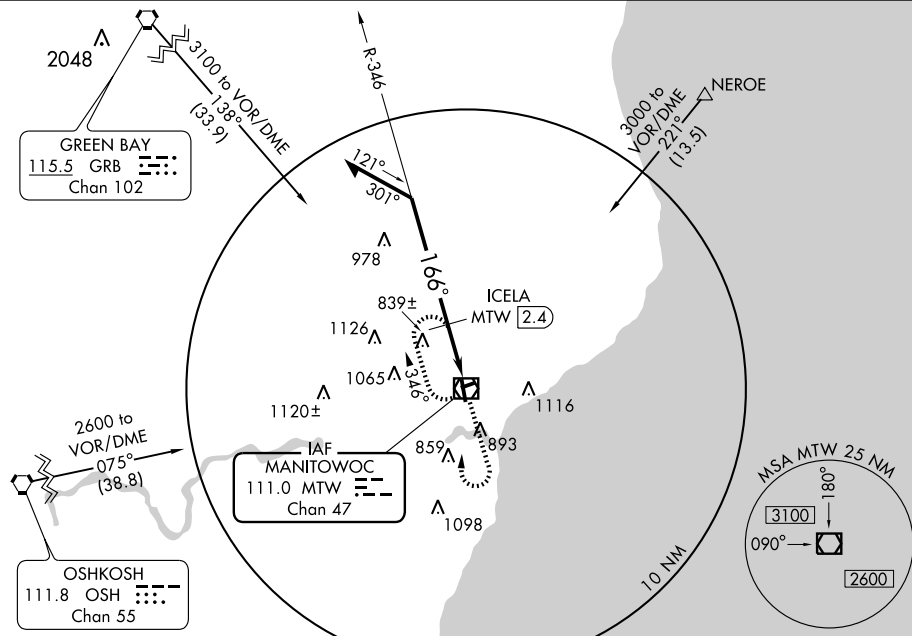 2048
3100 to VOR/DME
138°
(33.9)
GREEN BAY
115.5 GRB
Chan 102
R-346
NEROE
3000 to
VOR/DME
221°
(13.5)
121°
301°
978
166°
839±
ICELA
MTW 2.4
1126
1065
346°
1120±
1116
2600 to
VOR/DME
075°
(38.8)
IAF
MANITOWOC
111.0 MTW
Chan 47
859
893
1098
OSHKOSH
111.8 OSH
Chan 55
10 NM
MSA MTW 25 NM
180°
3100
090°
2600